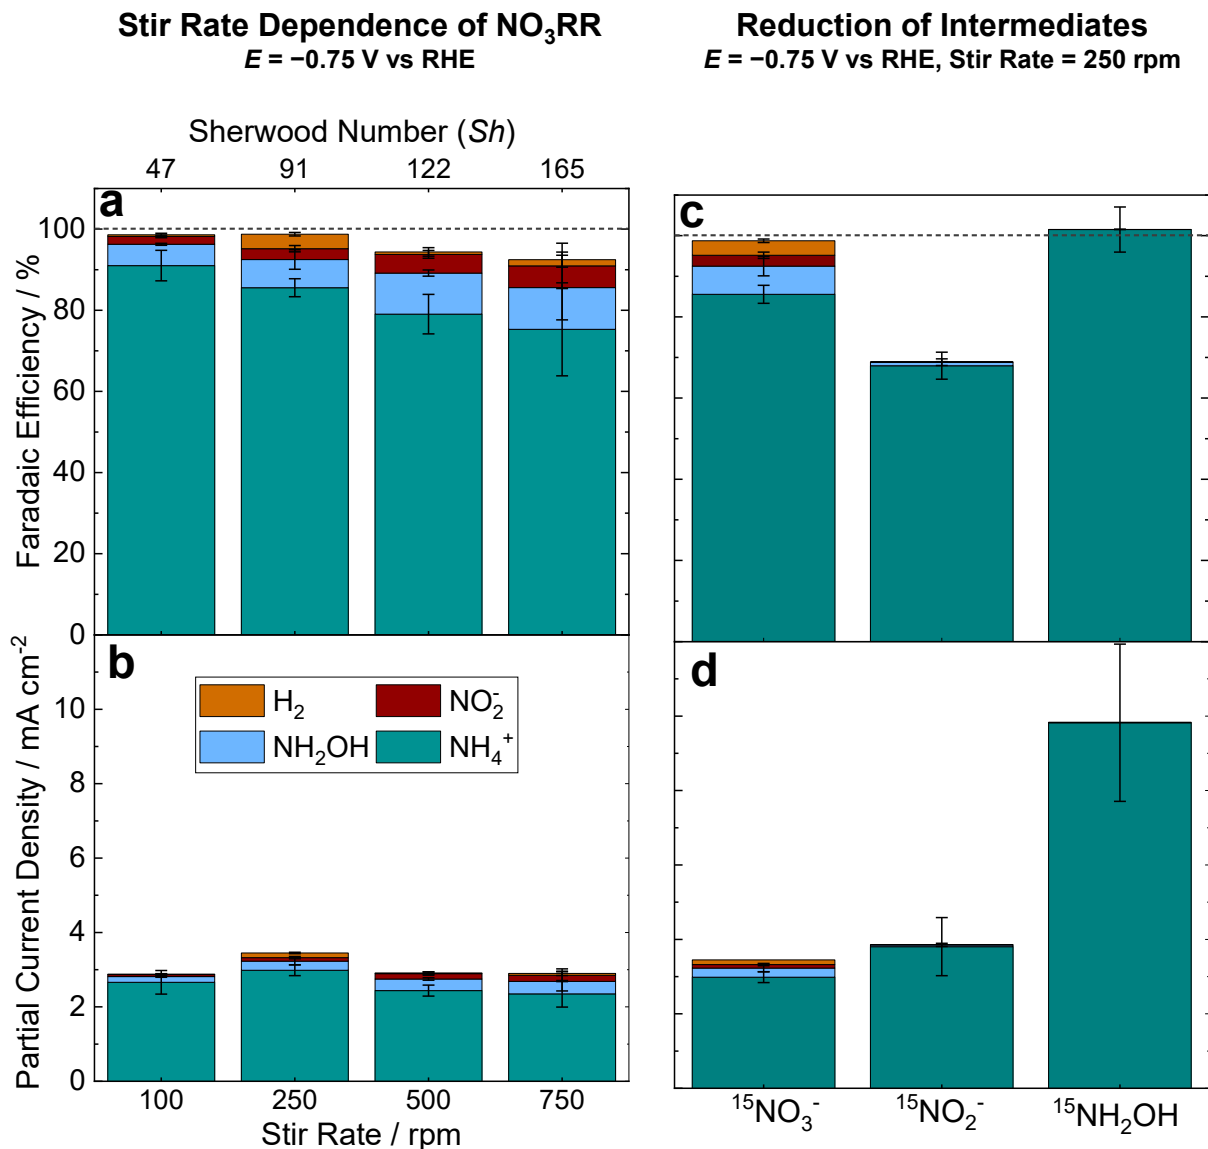 Stir Rate Dependence of NO₃RR
E = −0.75 V vs RHE
Reduction of Intermediates
E = −0.75 V vs RHE, Stir Rate = 250 rpm
Sherwood Number (Sh)
47 91 122 165
a
100
80
60
40
20
0
Faradaic Efficiency / %
c
b
H₂ NO₂⁻
NH₂OH NH₄⁺
10
8
6
4
2
0
Partial Current Density / mA cm⁻²
100 250 500 750
Stir Rate / rpm
d
¹⁵NO₃⁻ ¹⁵NO₂⁻ ¹⁵NH₂OH